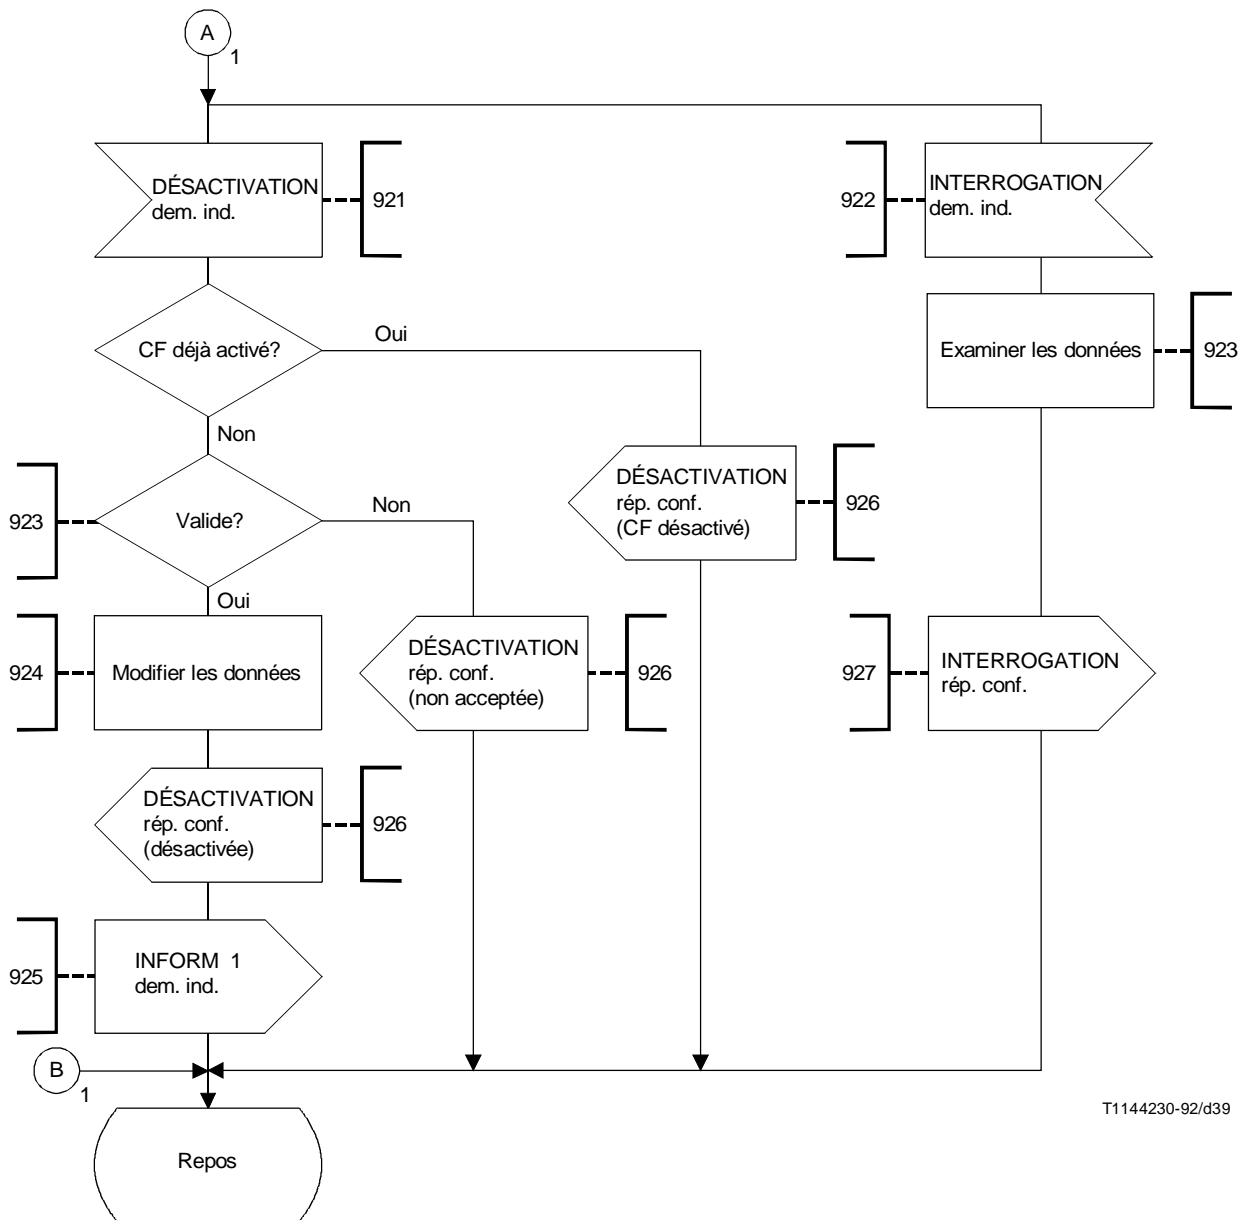 A
1
DÉSACTIVATION
dem. ind.
921
922
INTERROGATION
dem. ind.
CF déjà activé?
Oui
Examiner les données
923
Non
DÉSACTIVATION
rép. conf.
(CF désactivé)
926
923
Valide?
Non
Oui
924
Modifier les données
DÉSACTIVATION
rép. conf.
(non acceptée)
926
927
INTERROGATION
rép. conf.
DÉSACTIVATION
rép. conf.
(désactivée)
926
925
INFORM 1
dem. ind.
B
1
T1144230-92/d39
Repos